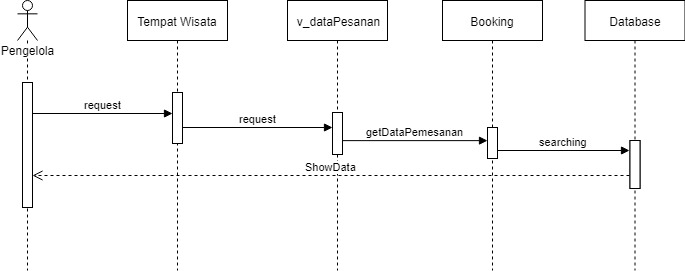 Pengelola
Tempat Wisata
v_dataPesanan
Booking
Database
request
request
getDataPemesanan
searching
ShowData